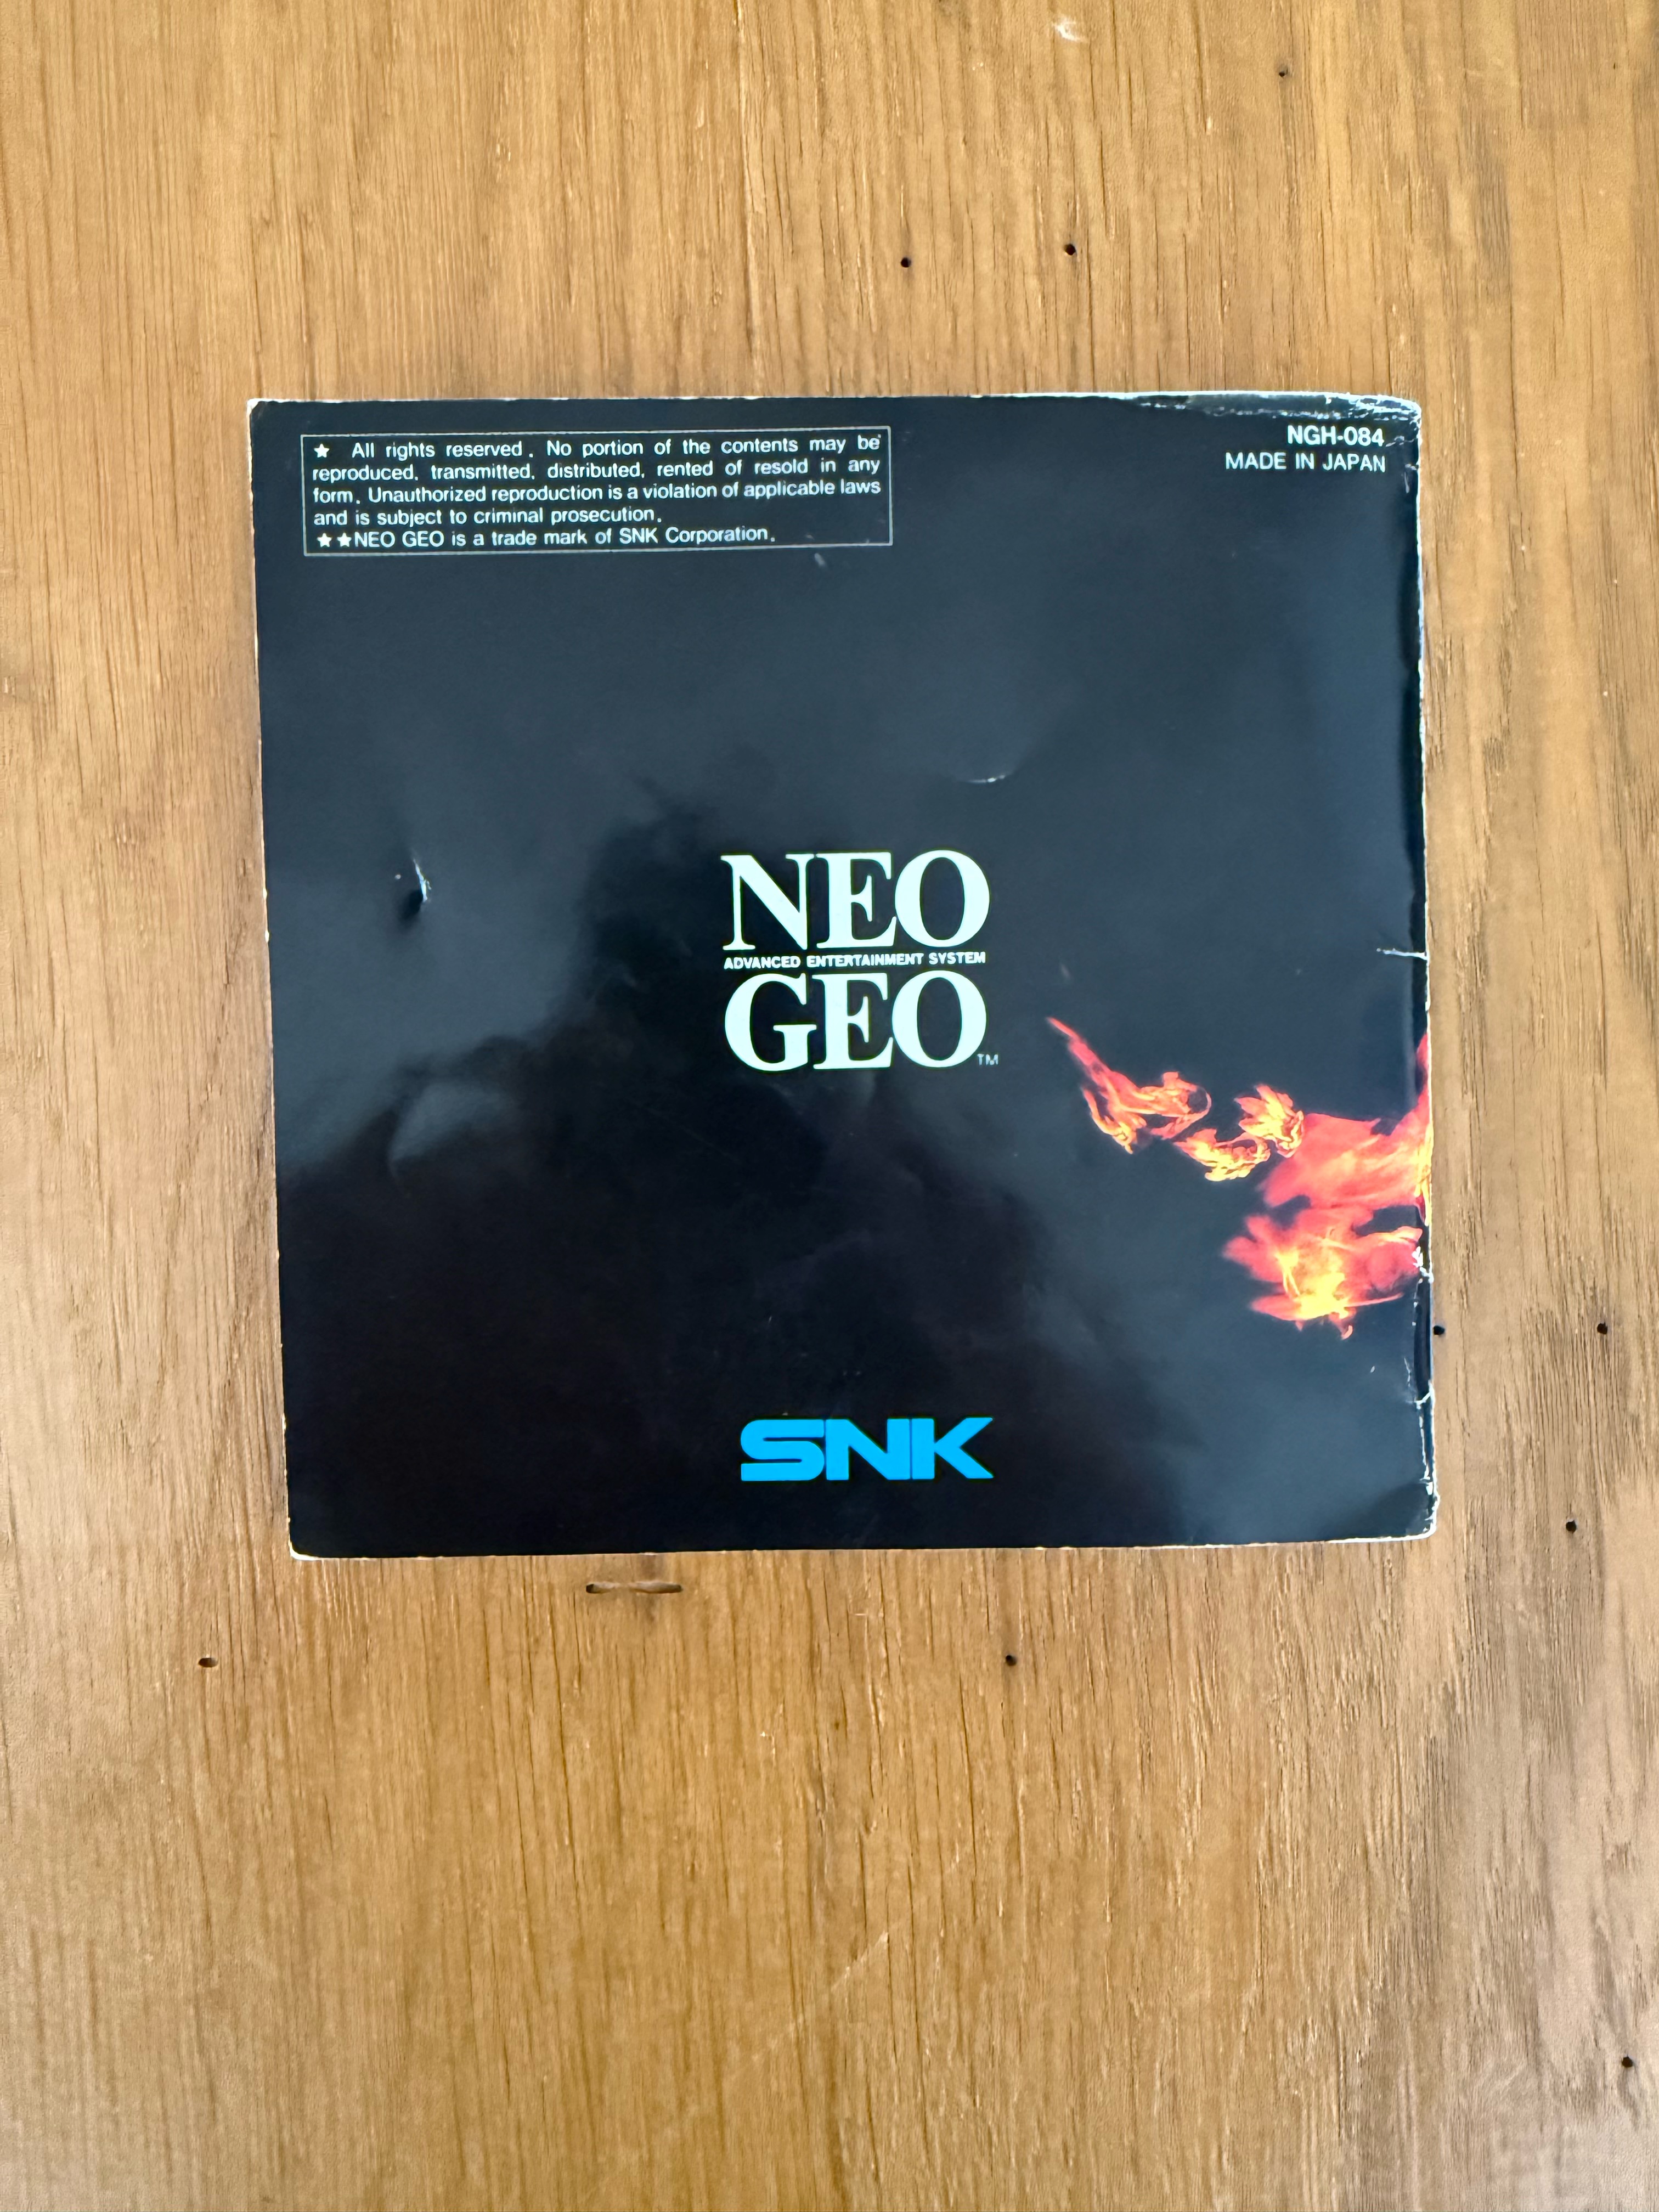 ★ All rights reserved. No portion of the contents may be
reproduced, transmitted, distributed, rented of resold in any
form. Unauthorized reproduction is a violation of applicable laws
and is subject to criminal prosecution.
★★NEO GEO is a trade mark of SNK Corporation.
NGH-084
MADE IN JAPAN
NEO
ADVANCED ENTERTAINMENT SYSTEM
GEO TM
SNK